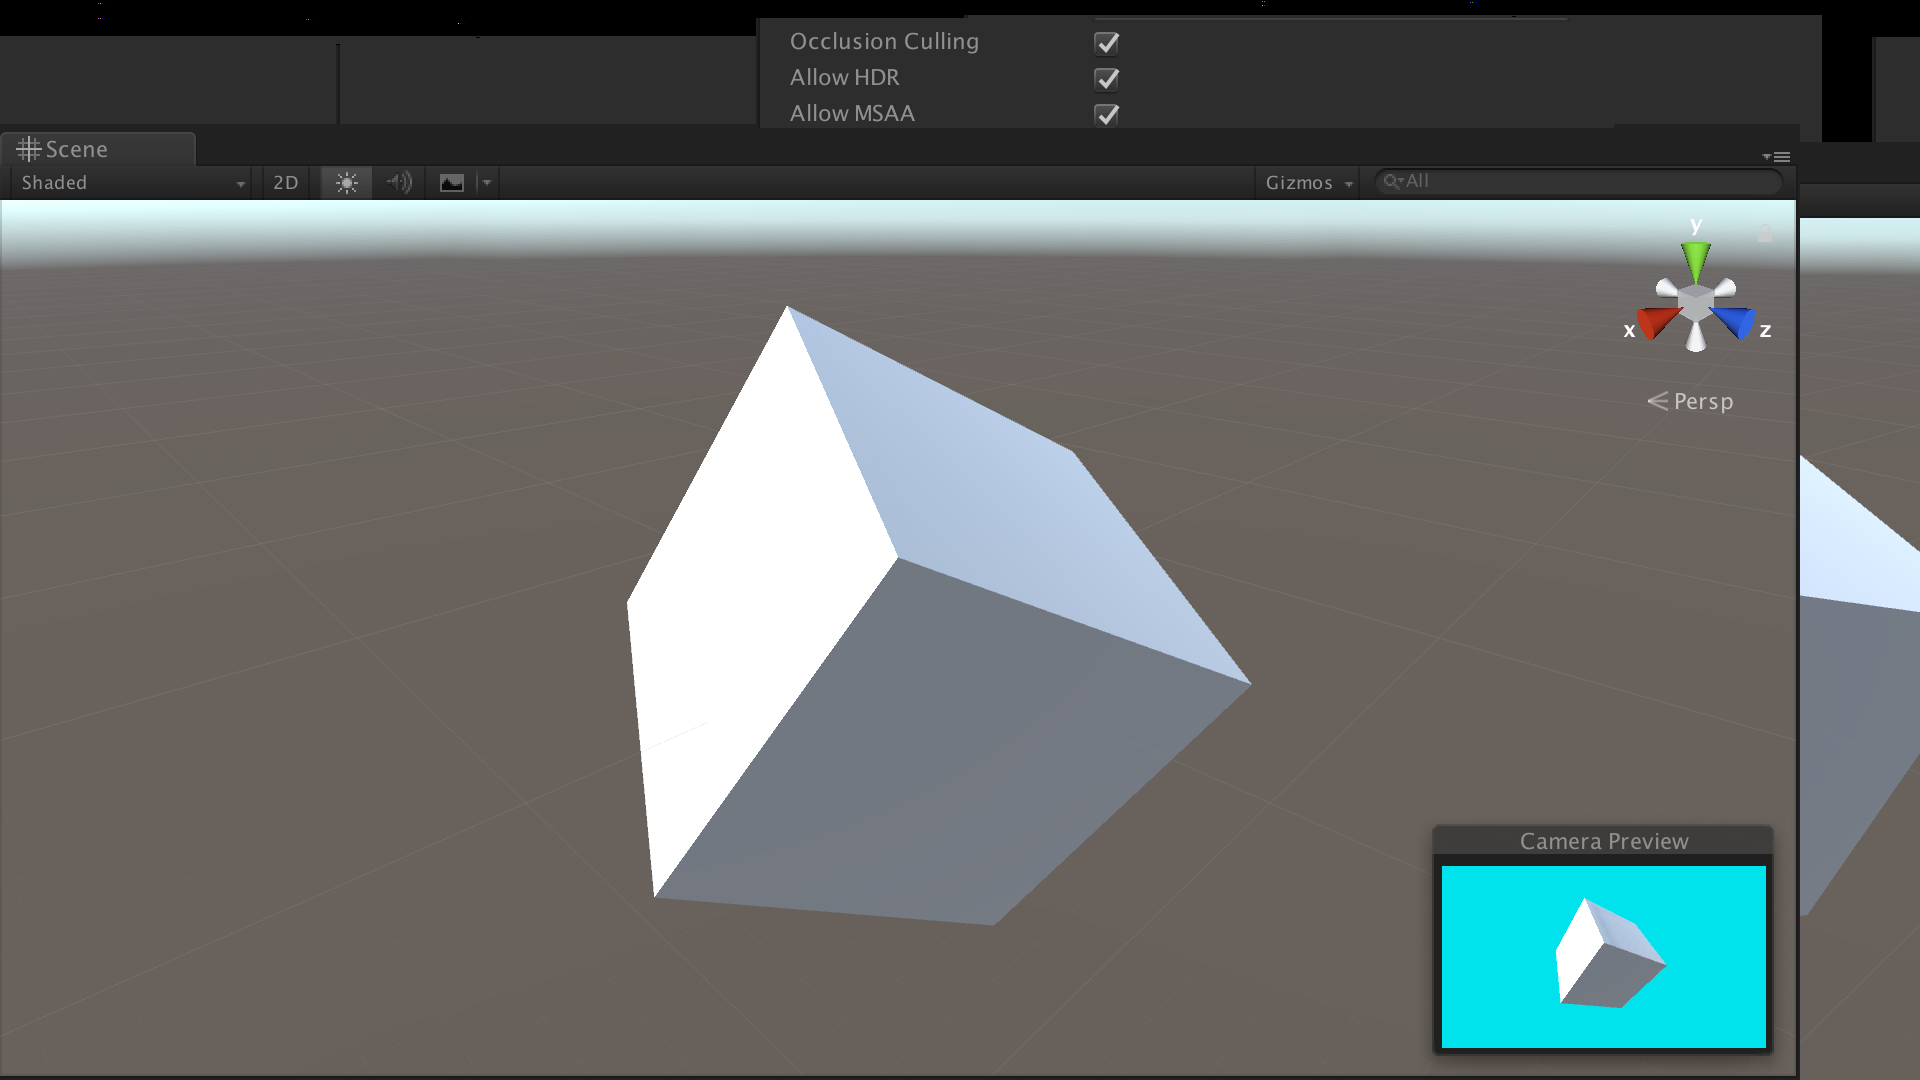 Occlusion Culling
Allow HDR
Allow MSAA
Scene
Shaded
2D
Gizmos
All
y
x
z
Persp
Camera Preview